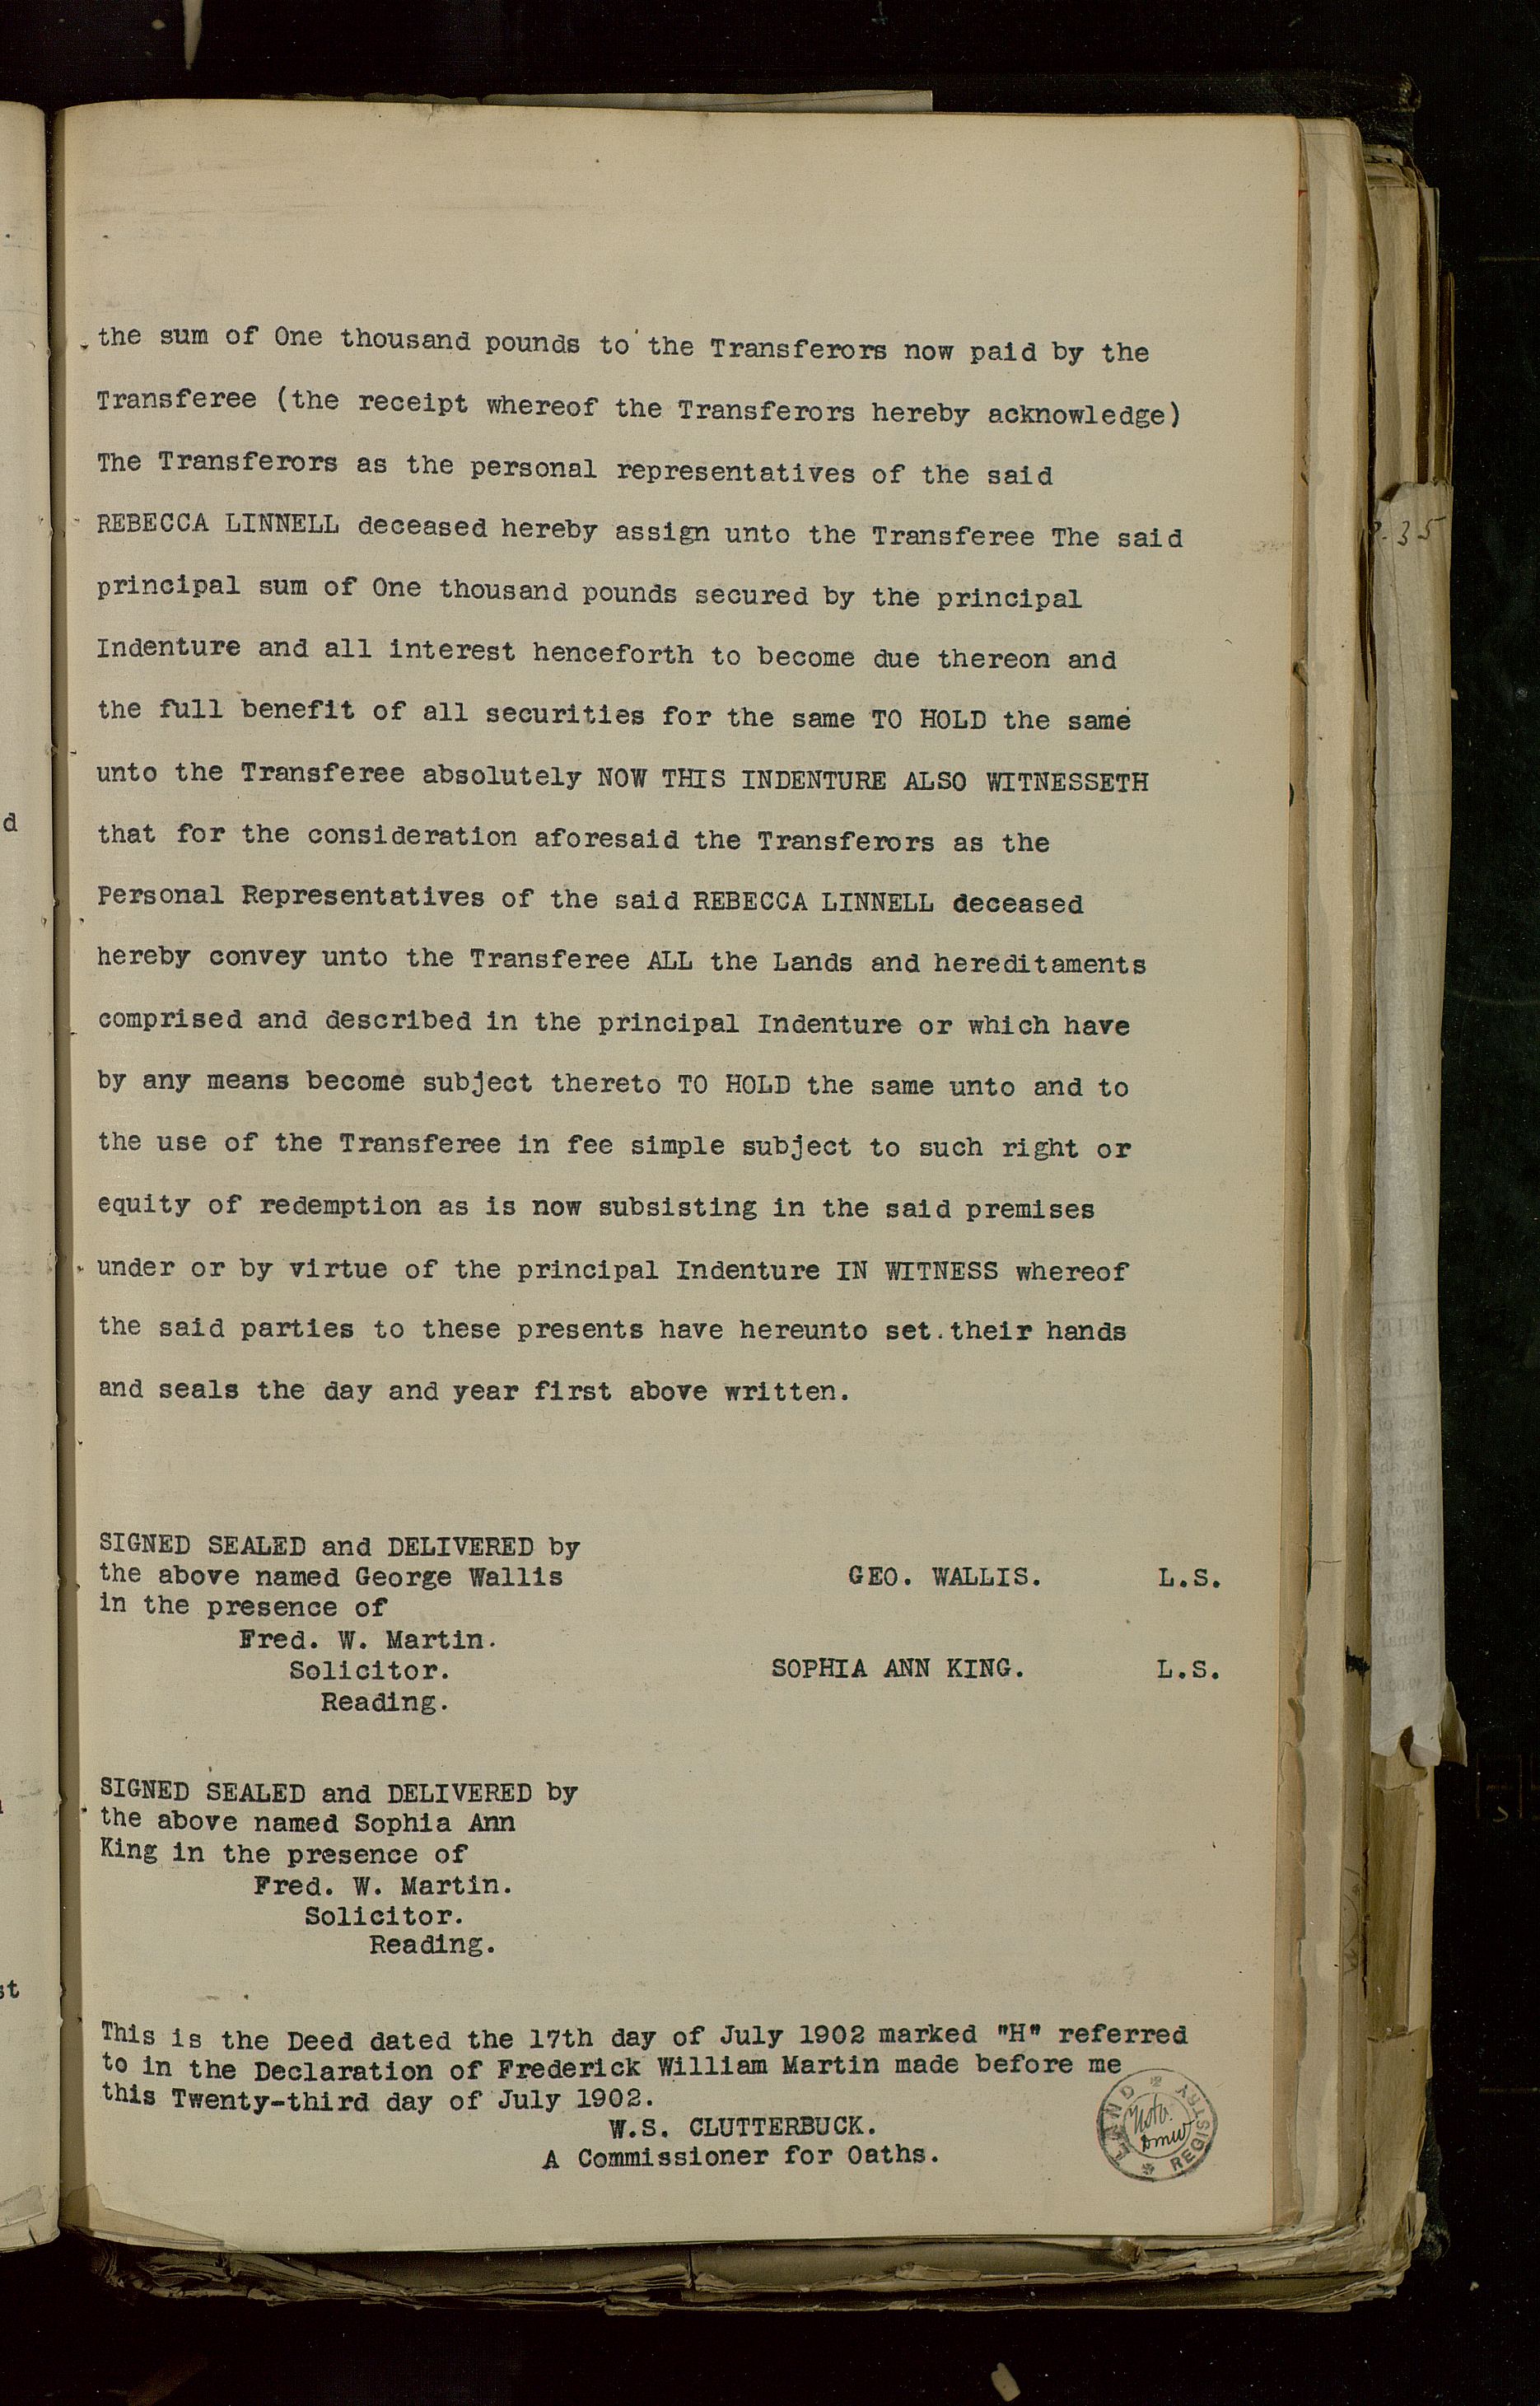 the sum of One thousand pounds to the Transferors now paid by the
Transferee (the receipt whereof the Transferors hereby acknowledge)
The Transferors as the personal representatives of the said
REBECCA LINNELL deceased hereby assign unto the Transferee The said
principal sum of One thousand pounds secured by the principal
Indenture and all interest henceforth to become due thereon and
the full benefit of all securities for the same TO HOLD the same
unto the Transferee absolutely NOW THIS INDENTURE ALSO WITNESSETH
that for the consideration aforesaid the Transferors as the
Personal Representatives of the said REBECCA LINNELL deceased
hereby convey unto the Transferee ALL the Lands and hereditaments
comprised and described in the principal Indenture or which have
by any means become subject thereto TO HOLD the same unto and to
the use of the Transferee in fee simple subject to such right or
equity of redemption as is now subsisting in the said premises
under or by virtue of the principal Indenture IN WITNESS whereof
the said parties to these presents have hereunto set.their hands
and seals the day and year first above written.
SIGNED SEALED and DELIVERED by
the above named George Wallis GEO. WALLIS. L.S.
in the presence of
Fred. W. Martin.
Solicitor. SOPHIA ANN KING. L.S.
Reading.
SIGNED SEALED and DELIVERED by
the above named Sophia Ann
King in the presence of
Fred. W. Martin.
Solicitor.
Reading.
This is the Deed dated the 17th day of July 1902 marked "H" referred
to in the Declaration of Frederick William Martin made before me
this Twenty-third day of July 1902.
W.S. CLUTTERBUCK.
A Commissioner for Oaths.
LAND REGISTRY
d
st
35